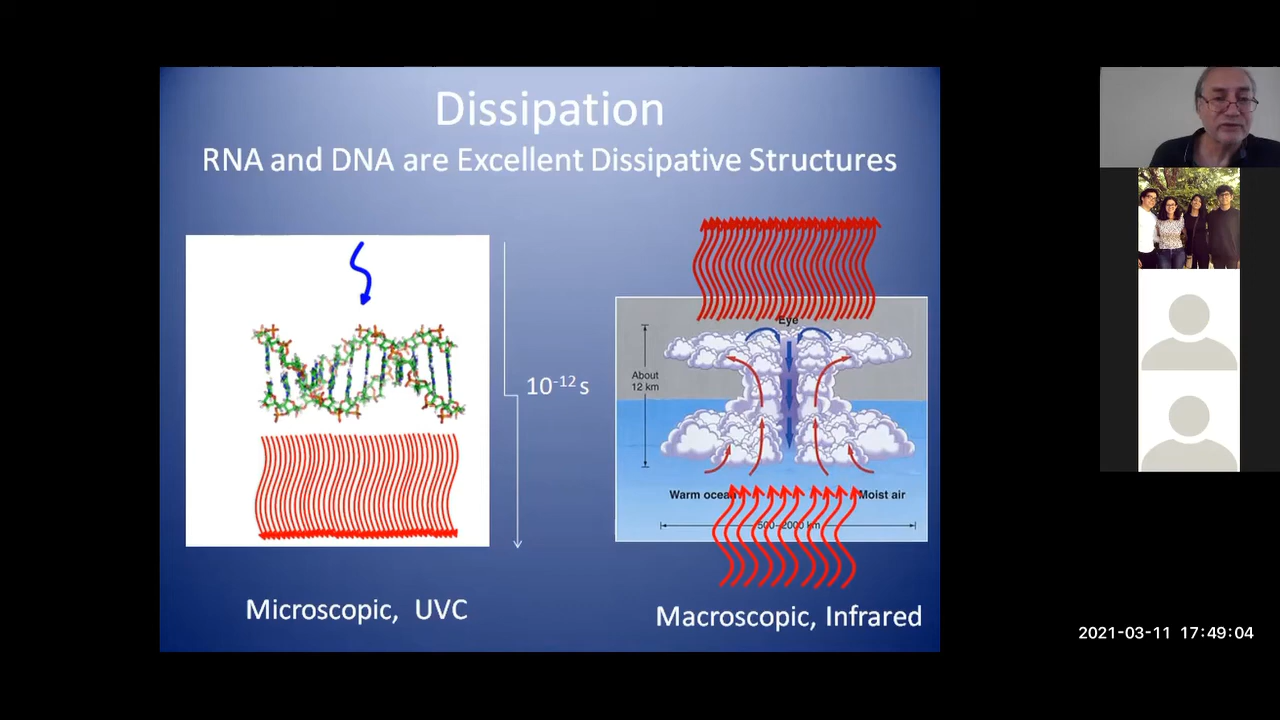 Dissipation
RNA and DNA are Excellent Dissipative Structures
10-12 s
Eye
About
12 km
Warm ocean
Moist air
500-2000 km
Microscopic, UVC
Macroscopic, Infrared
2021-03-11 17:49:04